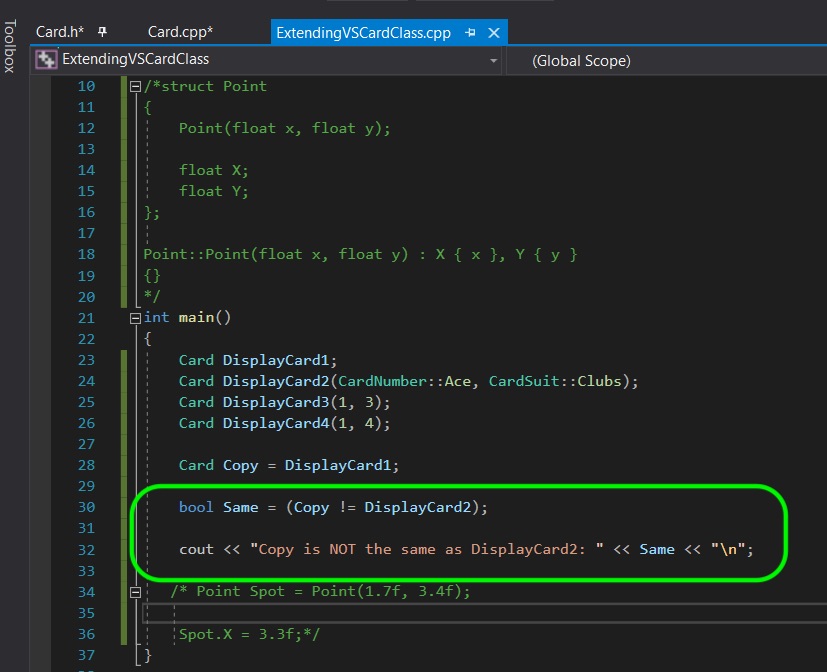 Toolbox
Card.h* Card.cpp* ExtendingVSCardClass.cpp
ExtendingVSCardClass (Global Scope)
10 /*struct Point
11 {
12 Point(float x, float y);
13
14 float X;
15 float Y;
16 };
17
18 Point::Point(float x, float y) : X { x }, Y { y }
19 {}
20 */
21 int main()
22 {
23 Card DisplayCard1;
24 Card DisplayCard2(CardNumber::Ace, CardSuit::Clubs);
25 Card DisplayCard3(1, 3);
26 Card DisplayCard4(1, 4);
27
28 Card Copy = DisplayCard1;
29
30 bool Same = (Copy != DisplayCard2);
31
32 cout << "Copy is NOT the same as DisplayCard2: " << Same << "\n";
33
34 /* Point Spot = Point(1.7f, 3.4f);
35
36 Spot.X = 3.3f;*/
37 }